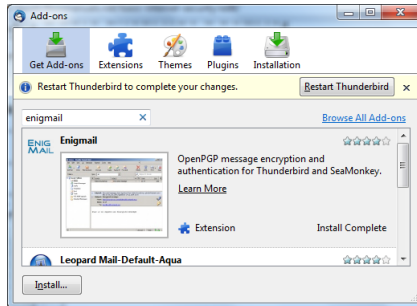 Add-ons
Get Add-ons Extensions Themes Plugins Installation
Restart Thunderbird to complete your changes. Restart Thunderbird
enigmail Browse All Add-ons
ENIG
MAIL
Enigmail
OpenPGP message encryption and
authentication for Thunderbird and SeaMonkey.
Learn More
Extension Install Complete
Leopard Mail-Default-Aqua
Install...